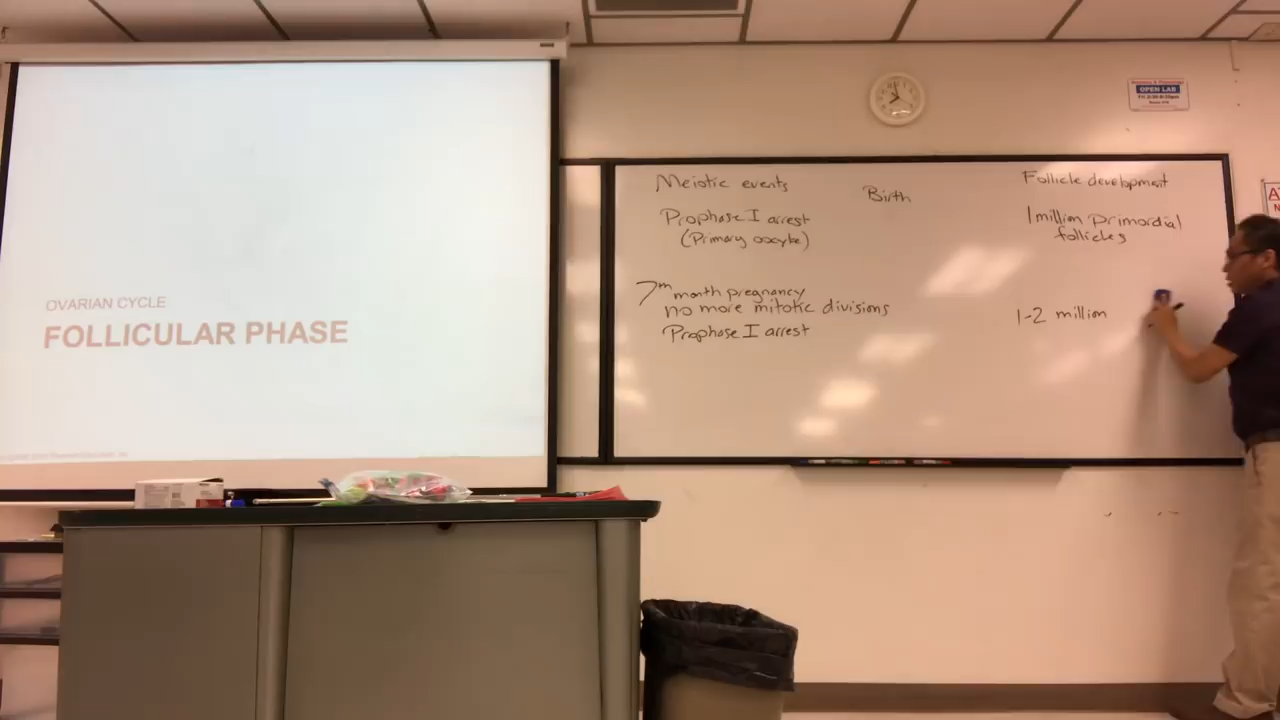 OVARIAN CYCLE
FOLLICULAR PHASE
Meiotic events
Birth
Follicle development
Prophase I arrest
(Primary oocyte)
1 million primordial
follicles
7th month pregnancy
no more mitotic divisions
Prophase I arrest
1-2 million
OPEN LAB